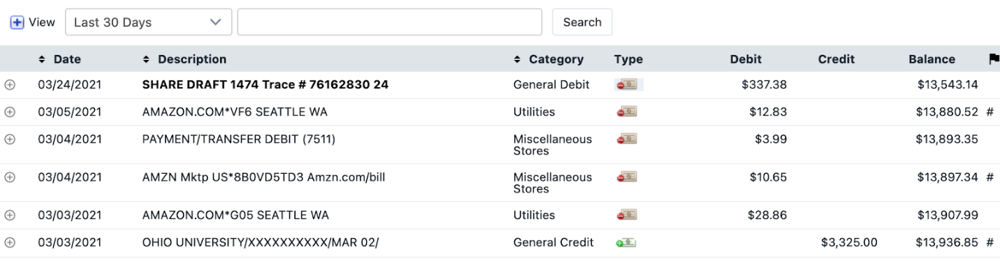 View Last 30 Days Search
Date Description Category Type Debit Credit Balance
03/24/2021 SHARE DRAFT 1474 Trace # 76162830 24 General Debit $337.38 $13,543.14
03/05/2021 AMAZON.COM*VF6 SEATTLE WA Utilities $12.83 $13,880.52 #
03/04/2021 PAYMENT/TRANSFER DEBIT (7511) Miscellaneous $3.99 $13,893.35
Stores
03/04/2021 AMZN Mktp US*8B0VD5TD3 Amzn.com/bill Miscellaneous $10.65 $13,897.34 #
Stores
03/03/2021 AMAZON.COM*G05 SEATTLE WA Utilities $28.86 $13,907.99
03/03/2021 OHIO UNIVERSITY/XXXXXXXXXX/MAR 02/ General Credit $3,325.00 $13,936.85 #